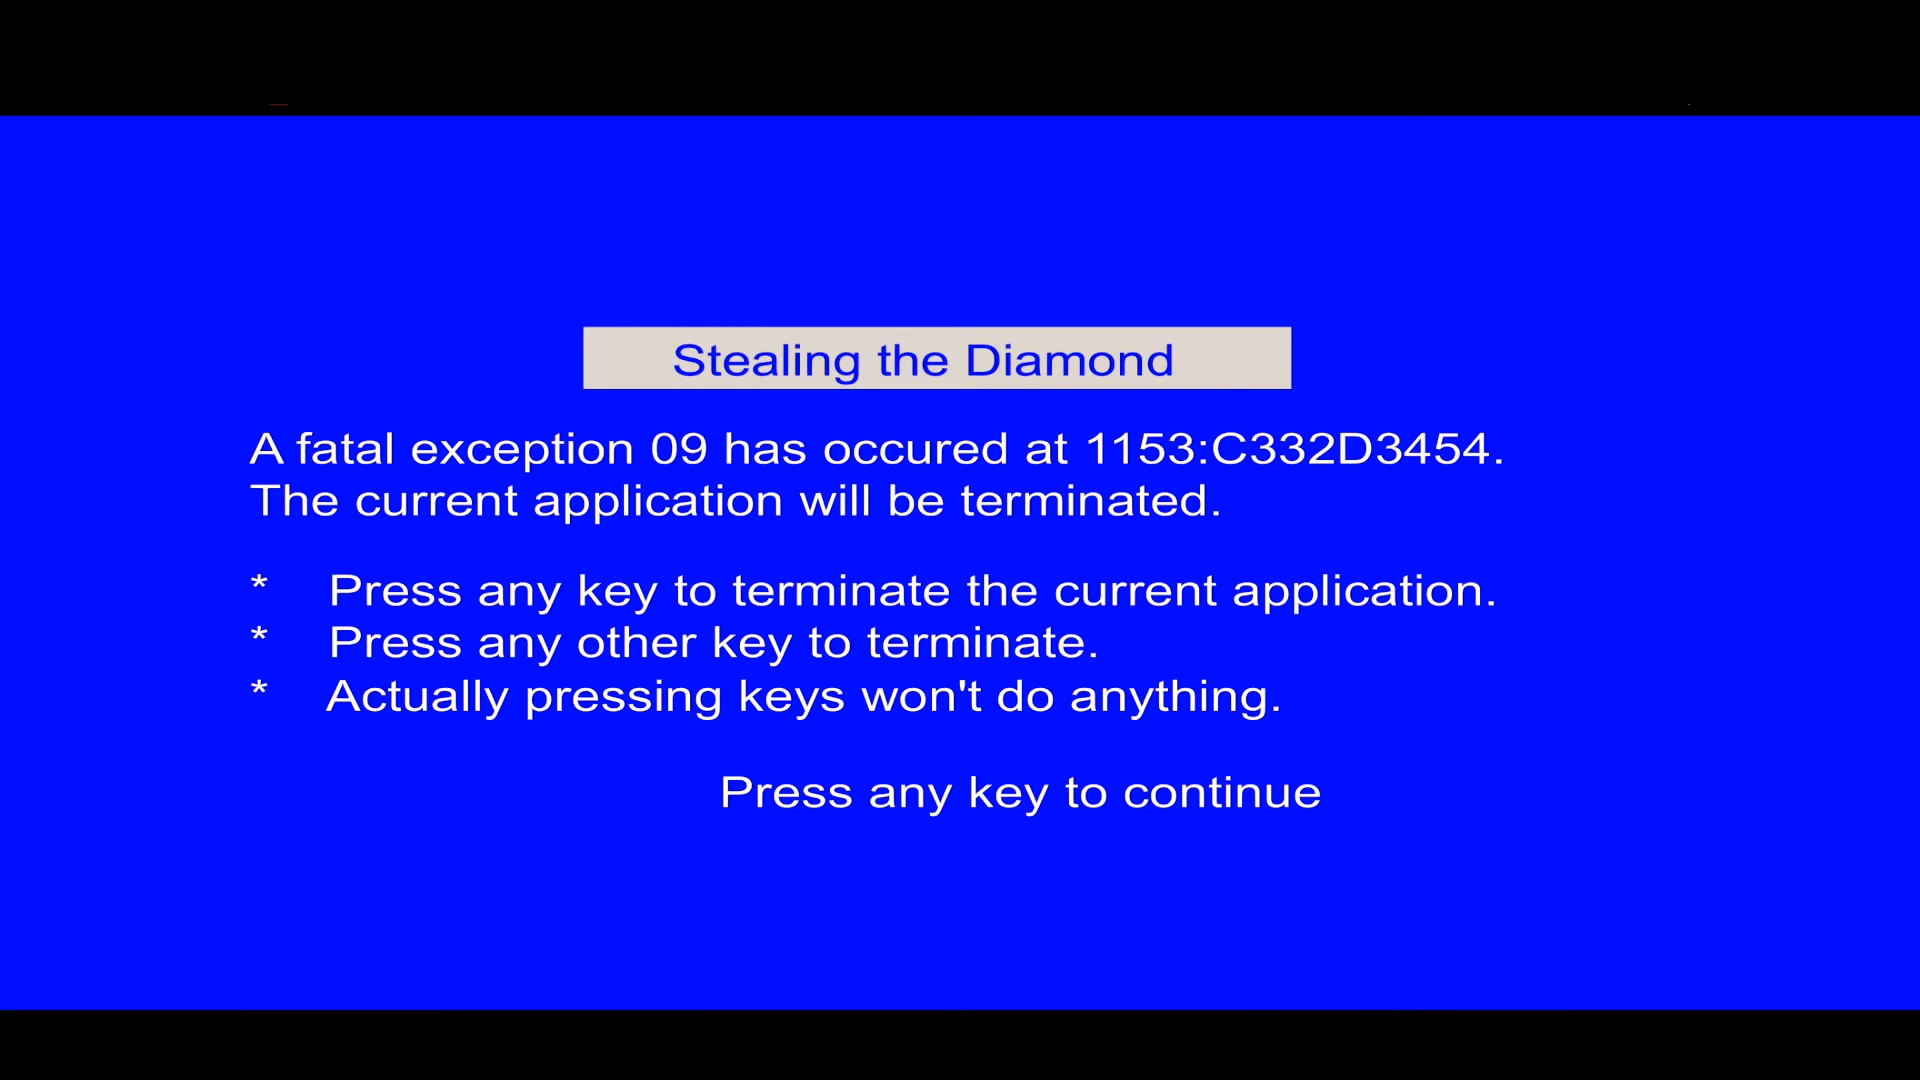 Stealing the Diamond
A fatal exception 09 has occured at 1153:C332D3454.
The current application will be terminated.
* Press any key to terminate the current application.
* Press any other key to terminate.
* Actually pressing keys won't do anything.
Press any key to continue